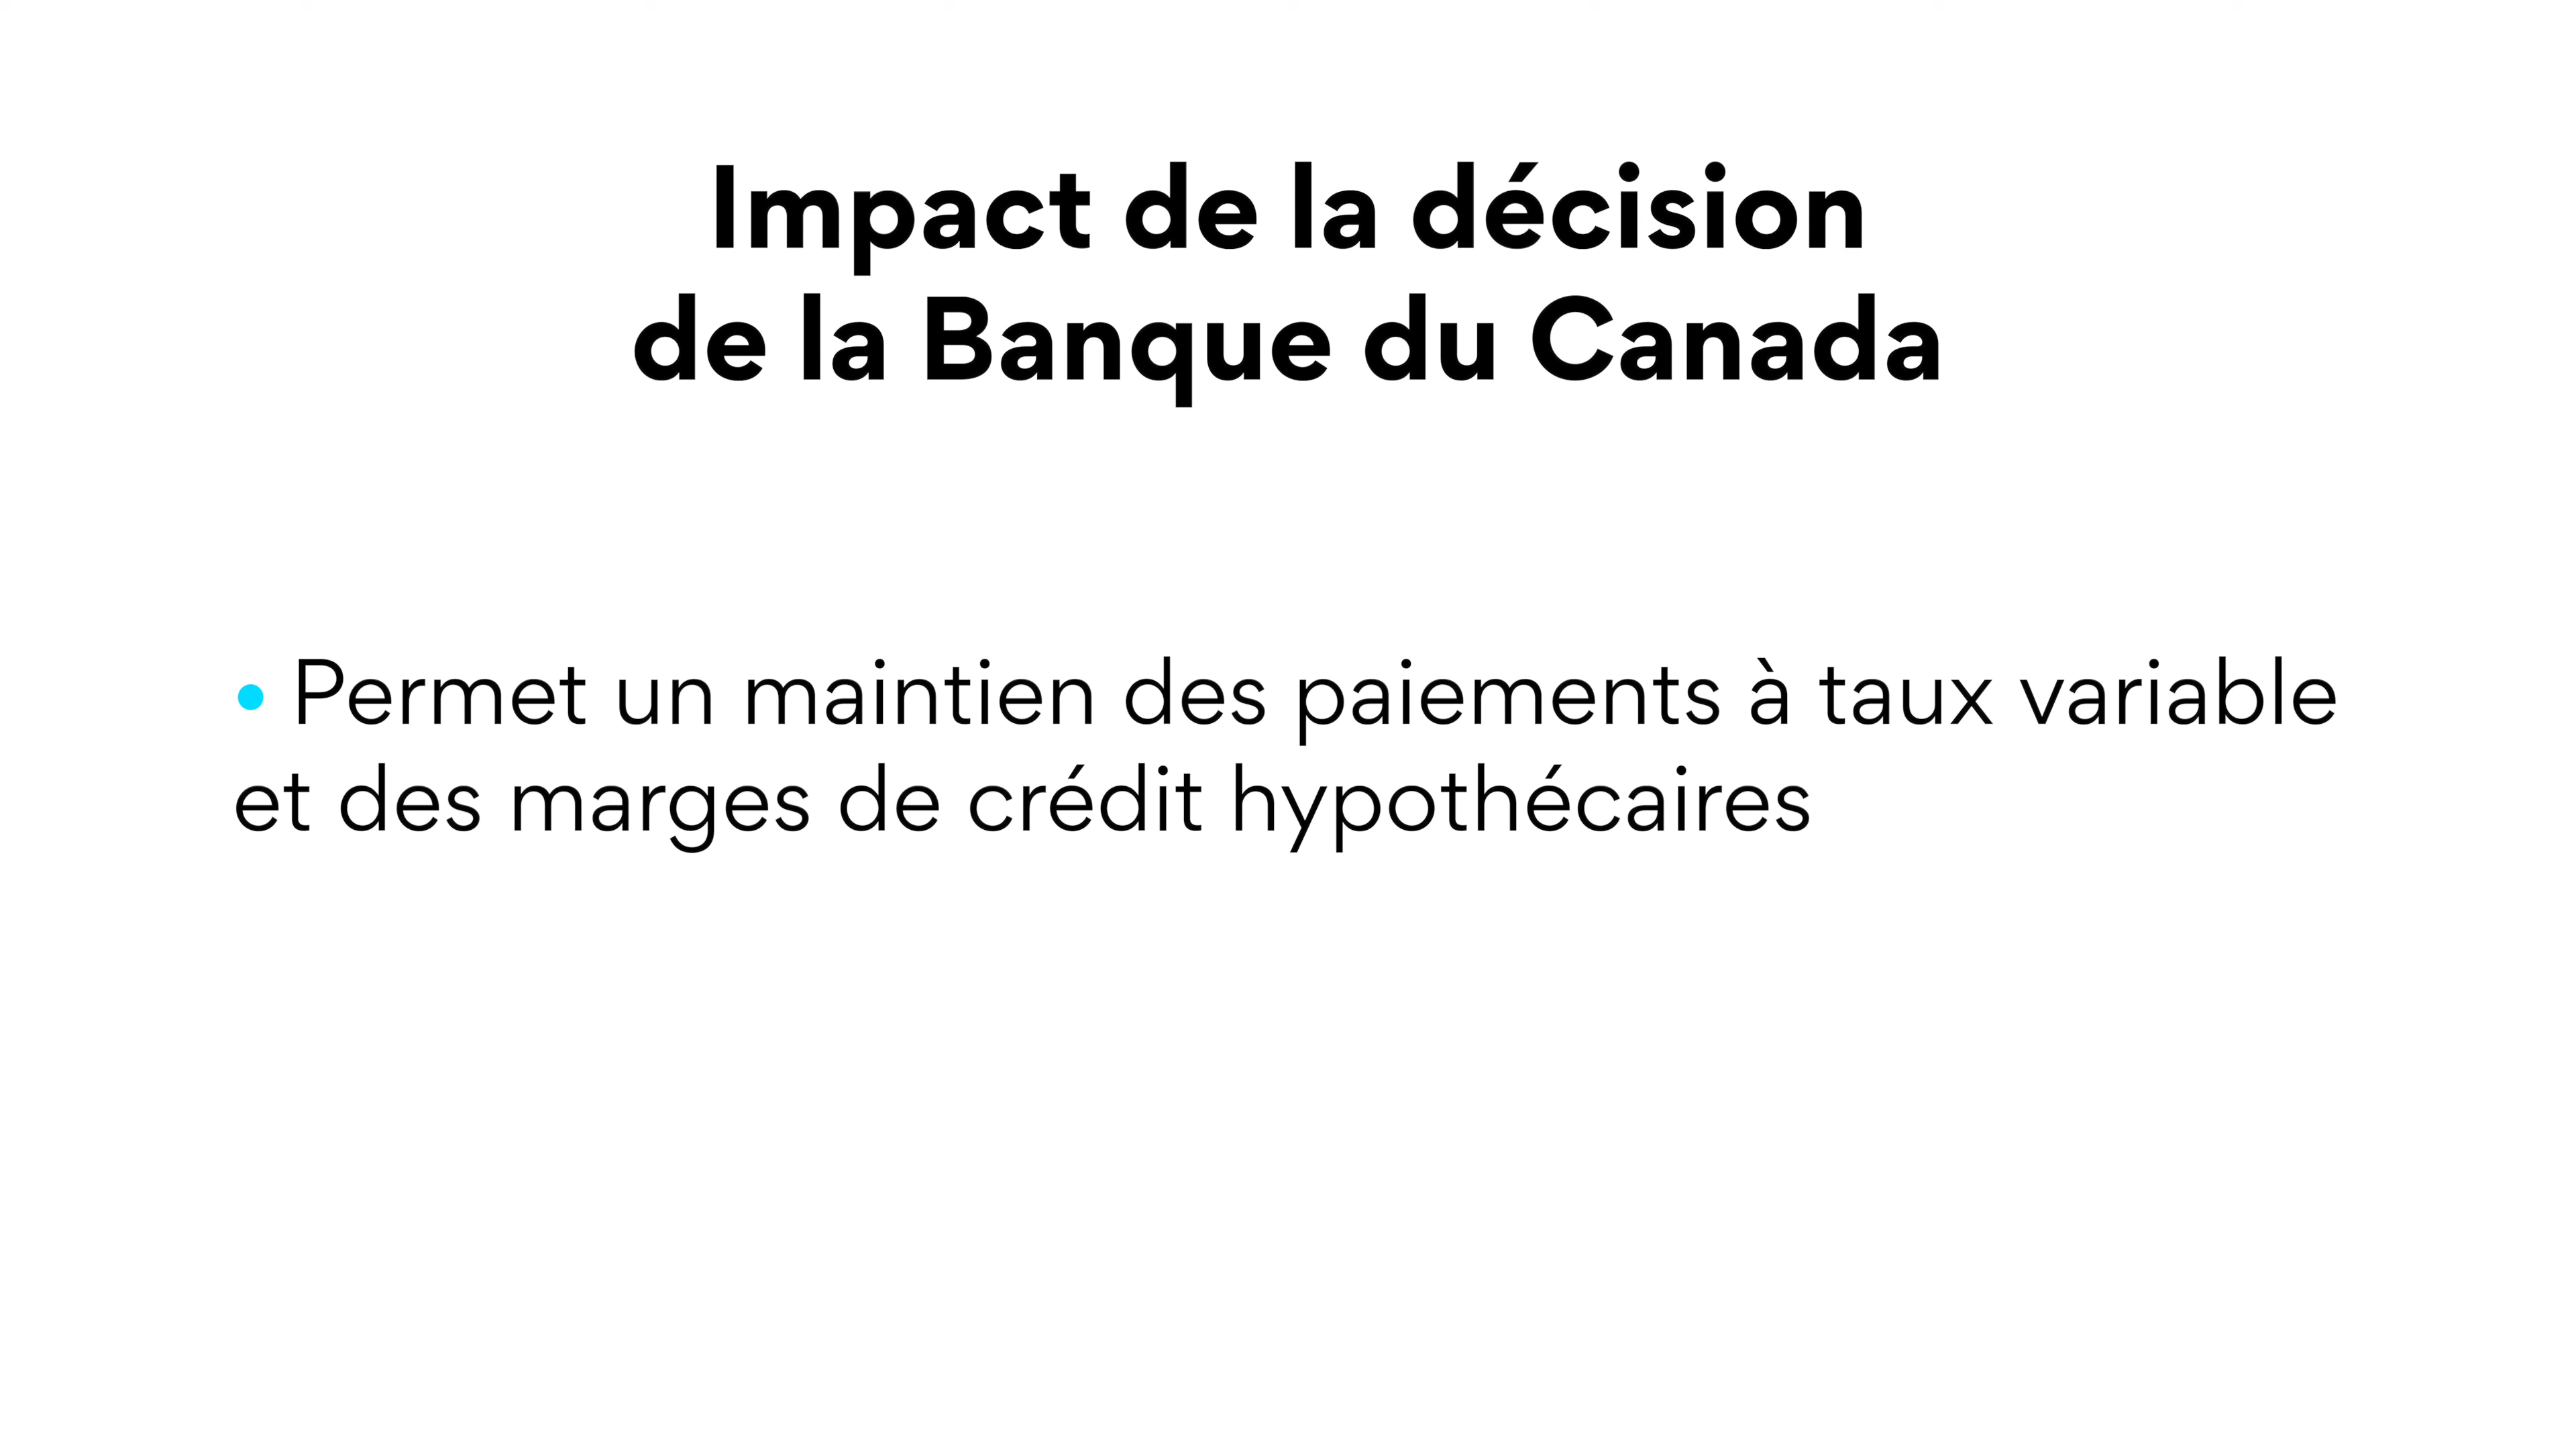 Impact de la décision
de la Banque du Canada
• Permet un maintien des paiements à taux variable
et des marges de crédit hypothécaires